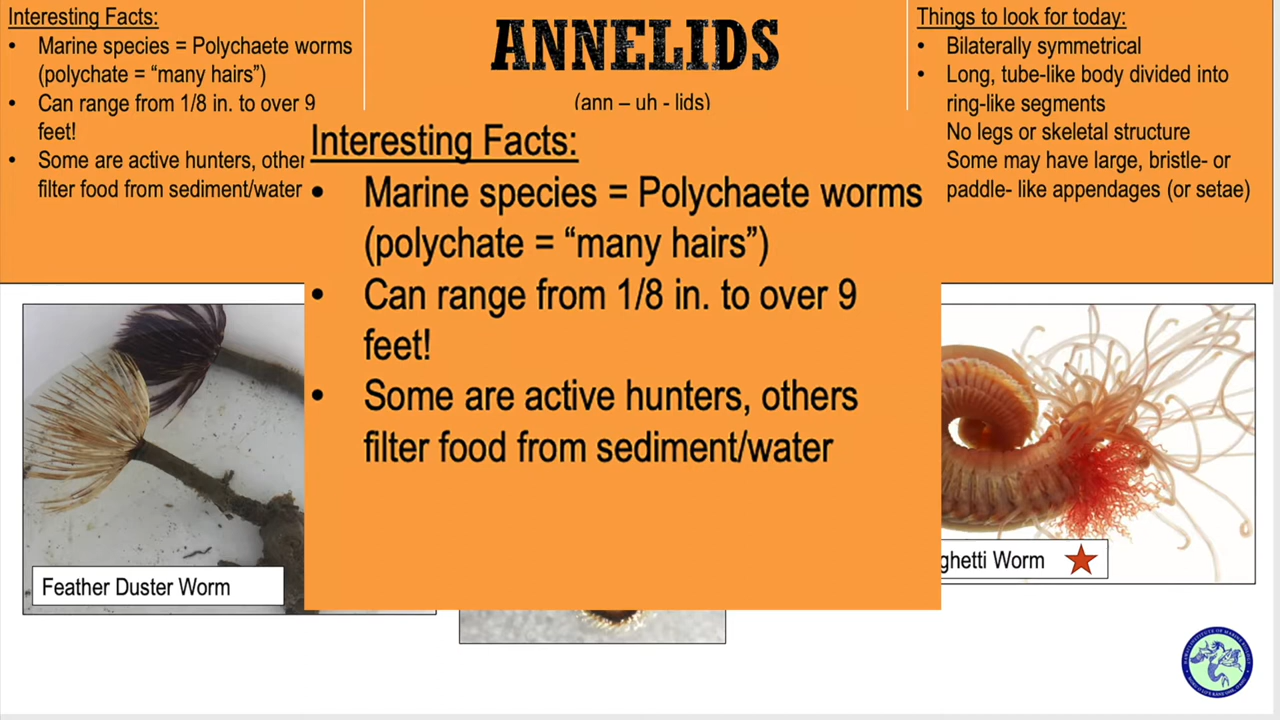 Interesting Facts:
• Marine species = Polychaete worms
(polychate = “many hairs”)
• Can range from 1/8 in. to over 9
feet!
• Some are active hunters, other
filter food from sediment/water
ANNELIDS
(ann – uh - lids)
Things to look for today:
• Bilaterally symmetrical
• Long, tube-like body divided into
ring-like segments
No legs or skeletal structure
Some may have large, bristle- or
paddle- like appendages (or setae)
Interesting Facts:
• Marine species = Polychaete worms
(polychate = “many hairs”)
• Can range from 1/8 in. to over 9
feet!
• Some are active hunters, others
filter food from sediment/water
Feather Duster Worm
ghetti Worm